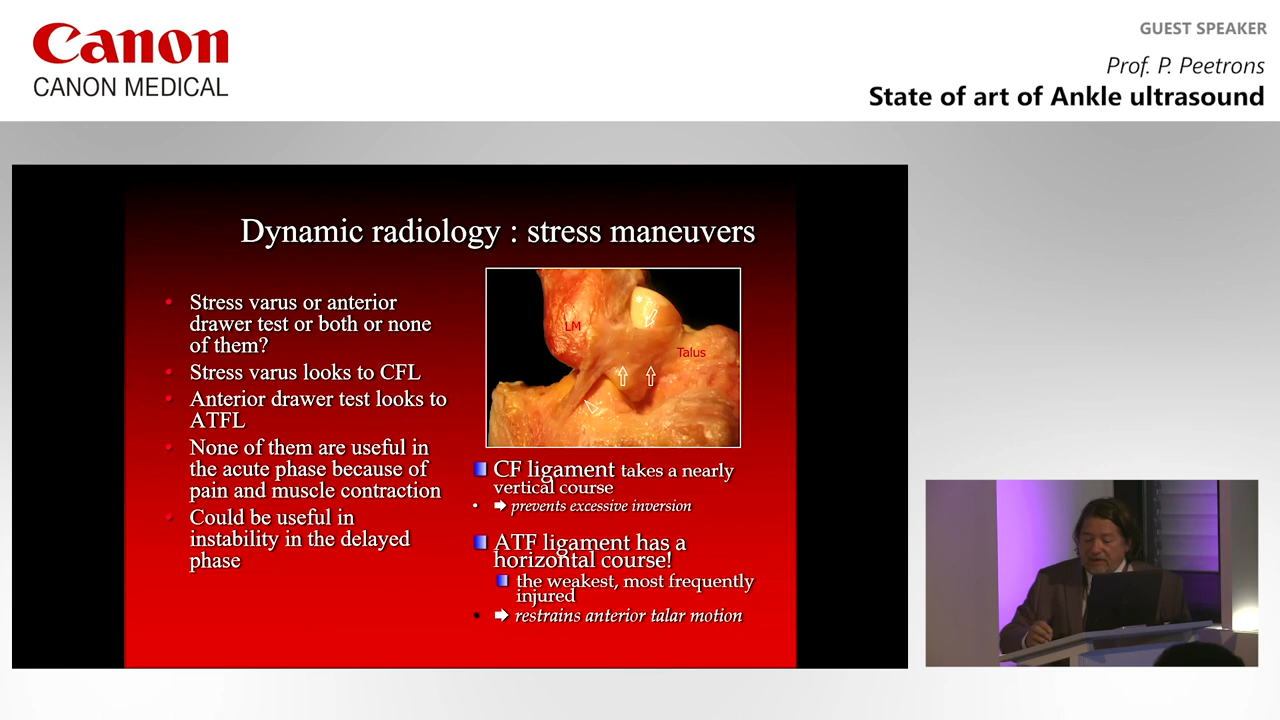 Canon
CANON MEDICAL
GUEST SPEAKER
Prof. P. Peetrons
State of art of Ankle ultrasound
Dynamic radiology : stress maneuvers
• Stress varus or anterior
drawer test or both or none
of them?
• Stress varus looks to CFL
• Anterior drawer test looks to
ATFL
• None of them are useful in
the acute phase because of
pain and muscle contraction
• Could be useful in
instability in the delayed
phase
LM
*
Talus
CF ligament takes a nearly
vertical course
• ➡ prevents excessive inversion
ATF ligament has a
horizontal course!
the weakest, most frequently
injured
• ➡ restrains anterior talar motion